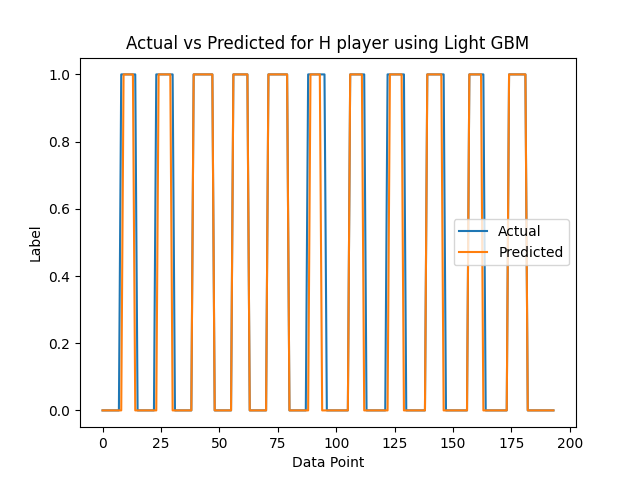 Actual vs Predicted for H player using Light GBM
1.0
0.8
0.6
0.4
0.2
0.0
Label
Actual
Predicted
0 25 50 75 100 125 150 175 200
Data Point